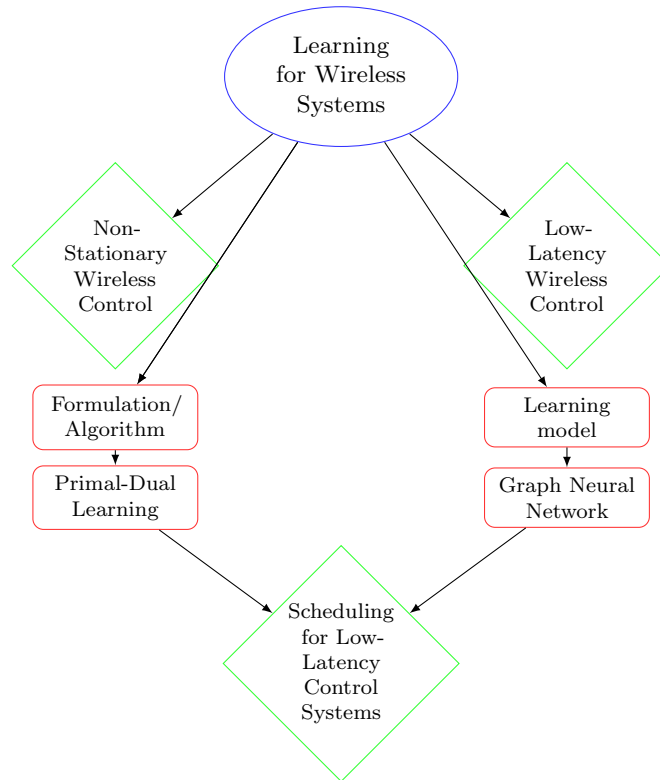 Learning
for Wireless
Systems
Non-
Stationary
Wireless
Control
Low-
Latency
Wireless
Control
Formulation/
Algorithm
Learning
model
Primal-Dual
Learning
Graph Neural
Network
Scheduling
for Low-
Latency
Control
Systems